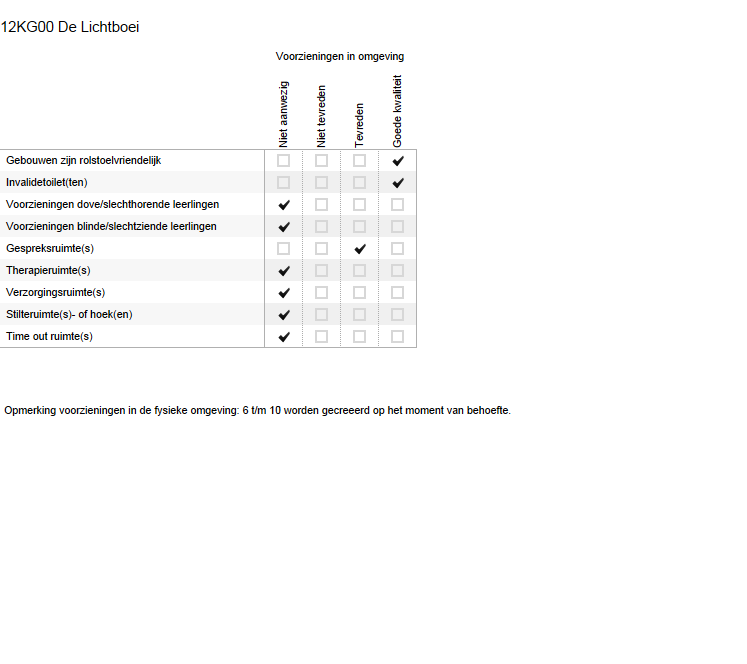 12KG00 De Lichtboei
Voorzieningen in omgeving
Niet aanwezig
Niet tevreden
Tevreden
Goede kwaliteit
Gebouwen zijn rolstoelvriendelijk
Invalidetoilet(ten)
Voorzieningen dove/slechthorende leerlingen
Voorzieningen blinde/slechtziende leerlingen
Gespreksruimte(s)
Therapieruimte(s)
Verzorgingsruimte(s)
Stilteruimte(s)- of hoek(en)
Time out ruimte(s)
Opmerking voorzieningen in de fysieke omgeving: 6 t/m 10 worden gecreeerd op het moment van behoefte.